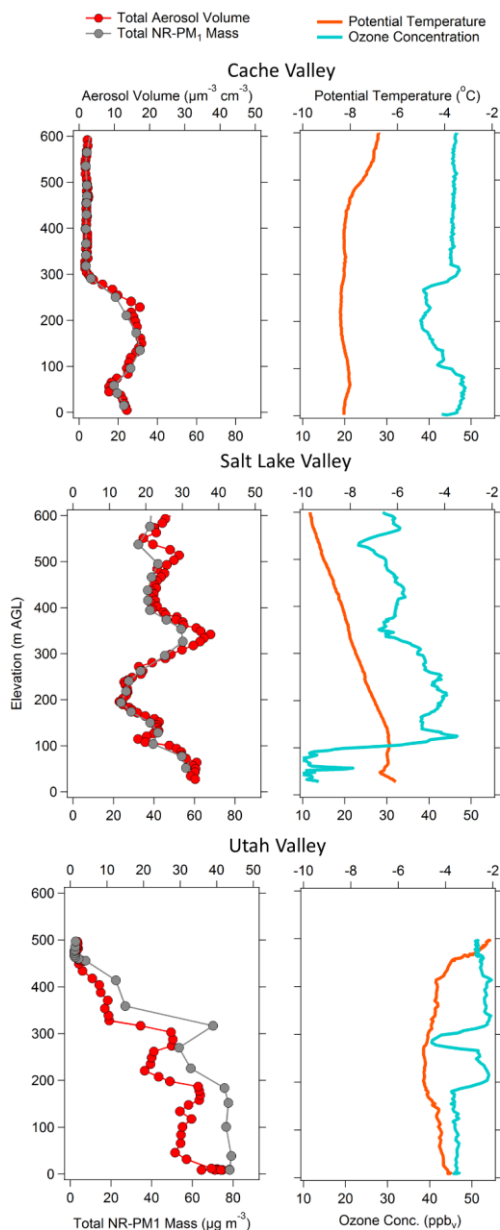 Total Aerosol Volume
Total NR-PM1 Mass
Potential Temperature
Ozone Concentration
Cache Valley
Aerosol Volume (µm-3 cm-3)
Potential Temperature (°C)
0 10 20 30 40 50
-10 -8 -6 -4 -2
600
500
400
300
200
100
0
0 20 40 60 80
10 20 30 40 50
Salt Lake Valley
0 10 20 30 40 50
-10 -8 -6 -4 -2
Elevation (m AGL)
600
500
400
300
200
100
0
0 20 40 60 80
10 20 30 40 50
Utah Valley
0 10 20 30 40 50
-10 -8 -6 -4 -2
600
500
400
300
200
100
0
0 20 40 60 80
10 20 30 40 50
Total NR-PM1 Mass (µg m-3)
Ozone Conc. (ppbv)